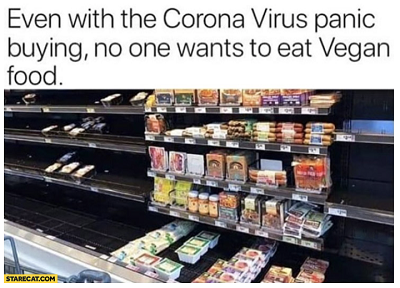 Even with the Corona Virus panic
buying, no one wants to eat Vegan
food.
STARECAT.COM